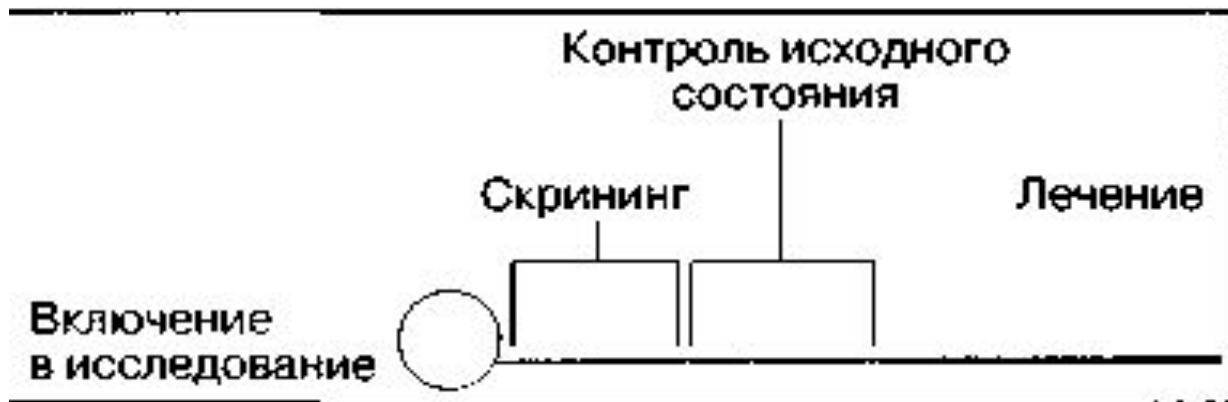 Контроль исходного
состояния
Скрининг
Лечение
Включение
в исследование